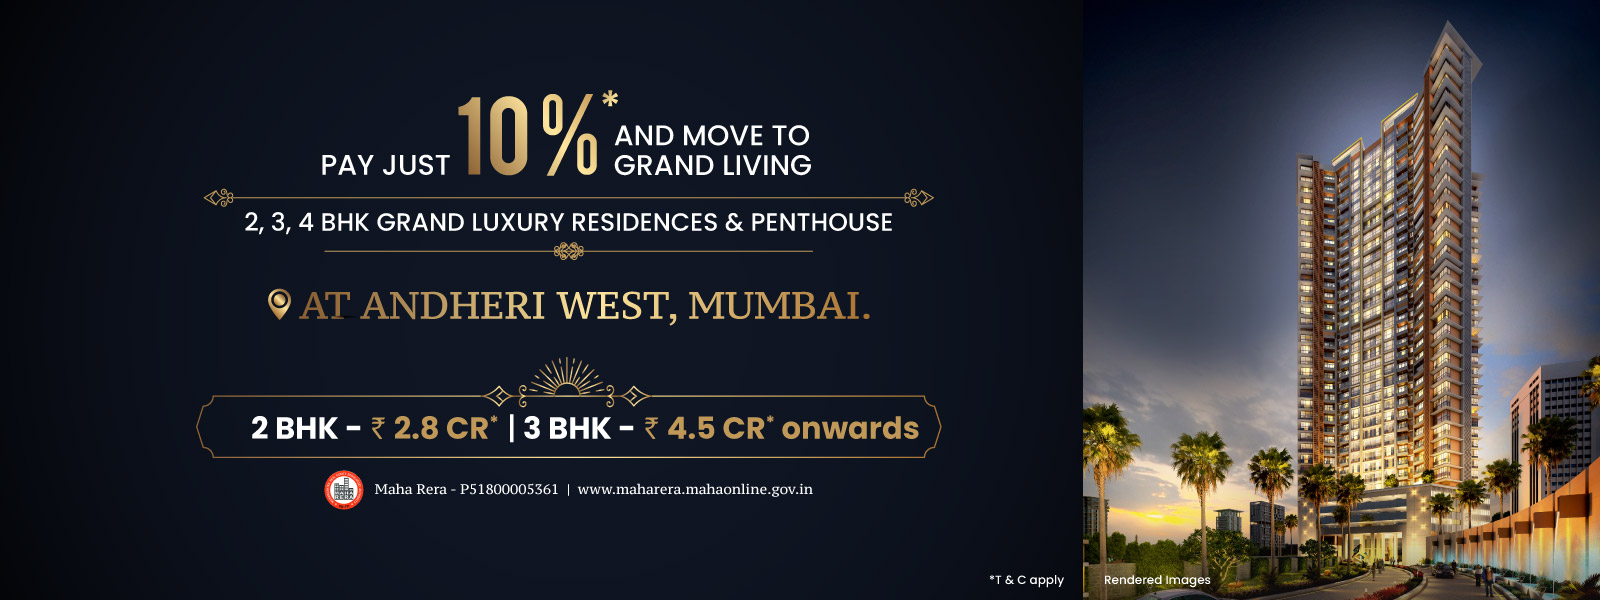 PAY JUST 10%* AND MOVE TO
GRAND LIVING
2, 3, 4 BHK GRAND LUXURY RESIDENCES & PENTHOUSE
AT ANDHERI WEST, MUMBAI.
2 BHK - ₹ 2.8 CR* | 3 BHK - ₹ 4.5 CR* onwards
MAHA
RERA
Maha Rera - P51800005361 | www.maharera.mahaonline.gov.in
*T & C apply
Rendered Images